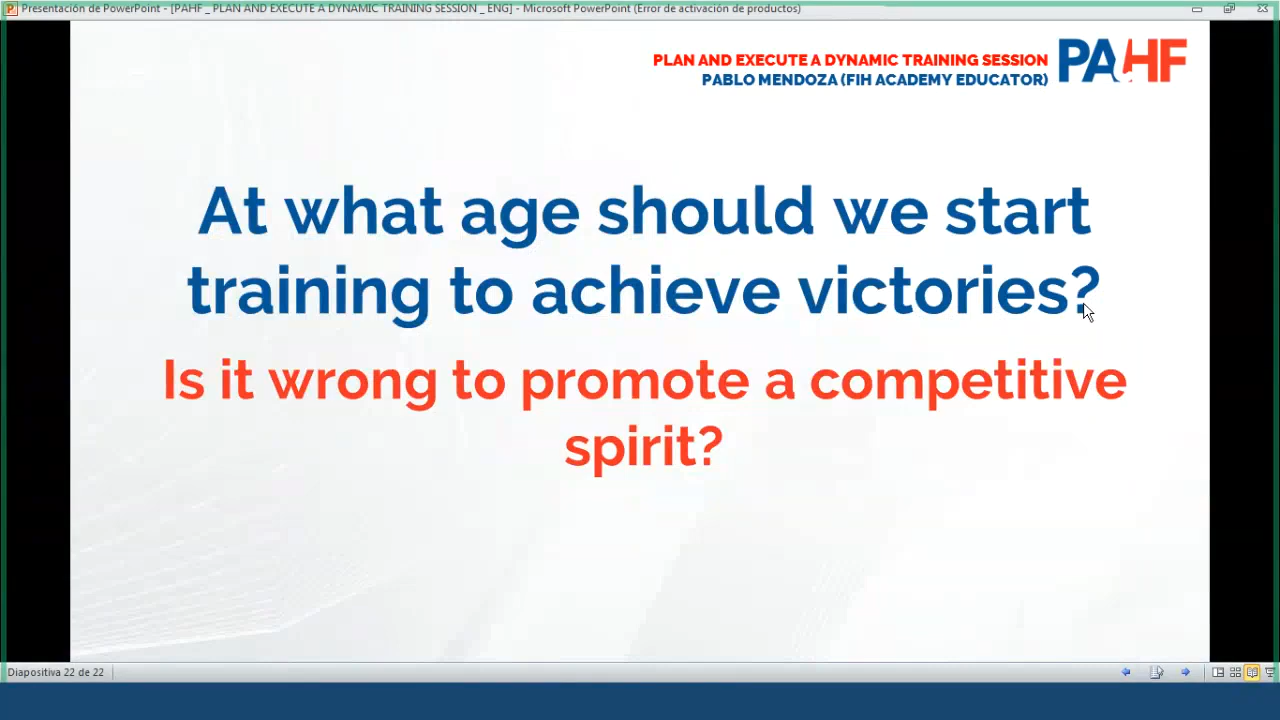 Presentación de PowerPoint - [PAHF _ PLAN AND EXECUTE A DYNAMIC TRAINING SESSION _ ENG] - Microsoft PowerPoint (Error de activación de productos)
PLAN AND EXECUTE A DYNAMIC TRAINING SESSION
PABLO MENDOZA (FIH ACADEMY EDUCATOR)
PAHF
At what age should we start
training to achieve victories?
Is it wrong to promote a competitive
spirit?
Diapositiva 22 de 22